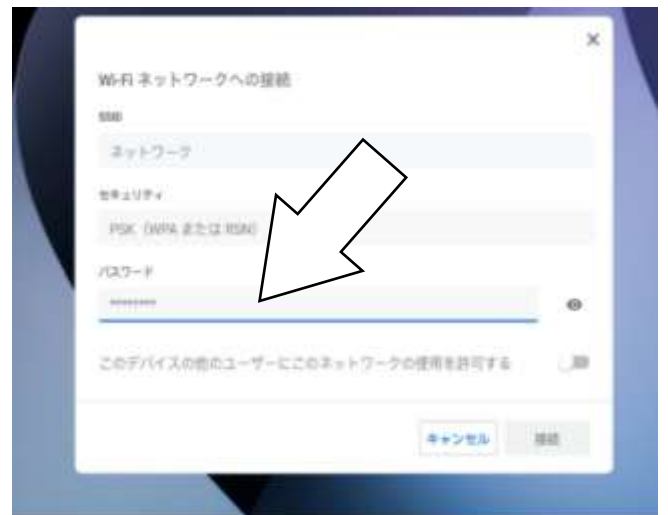 ×
Wi-Fi ネットワークへの接続
SSID
ネットワーク
セキュリティ
PSK（WPA または RSN）
パスワード
••••••••
このデバイスの他のユーザーにこのネットワークの使用を許可する
キャンセル
接続